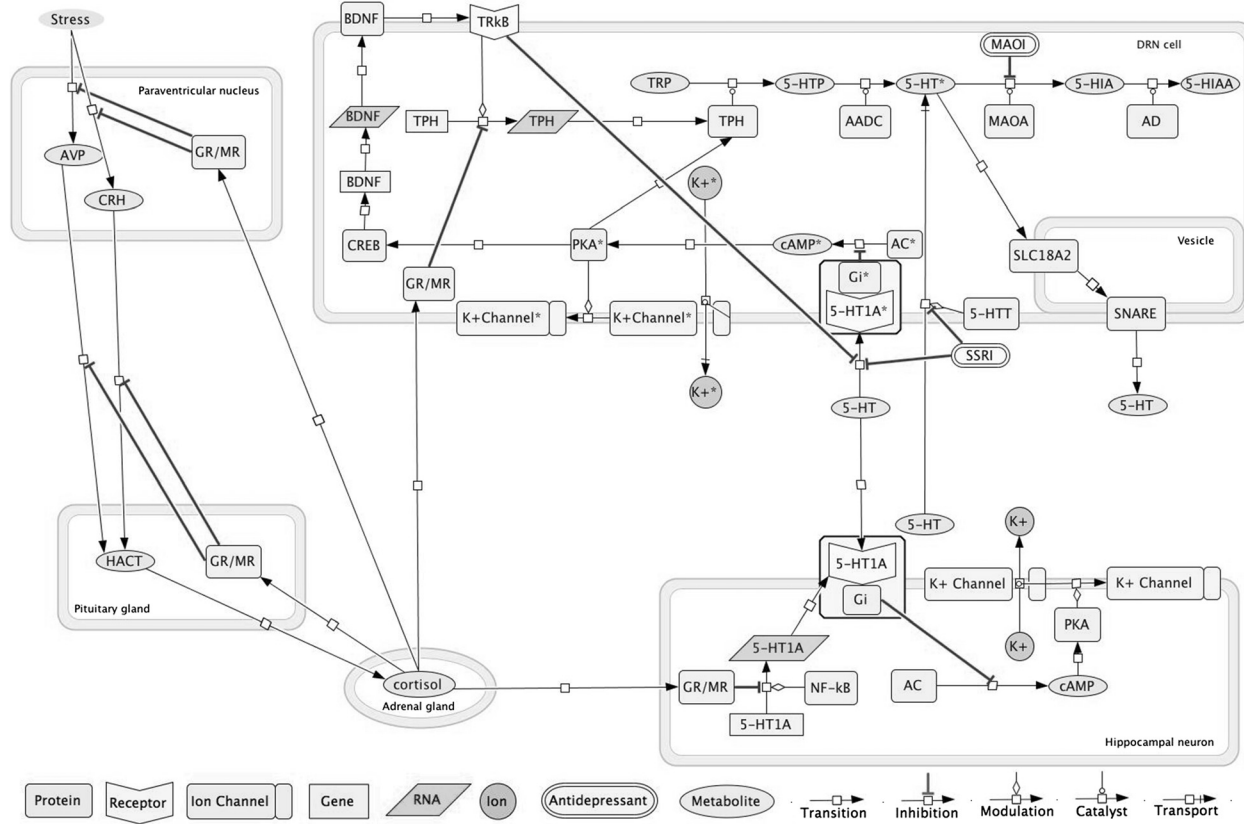 Stress
BDNF
TRkB
MAOI
DRN cell
Paraventricular nucleus
TRP
5-HTP
5-HT*
5-HIA
5-HIAA
BDNF
TPH
TPH
TPH
AADC
MAOA
AD
GR/MR
AVP
CRH
BDNF
K+*
CREB
PKA*
cAMP*
AC*
Vesicle
SLC18A2
GR/MR
Gi*
5-HT1A*
K+Channel*
K+Channel*
5-HTT
SNARE
SSRI
K+*
5-HT
5-HT
5-HT
K+
HACT
GR/MR
5-HT1A
K+ Channel
K+ Channel
Gi
Pituitary gland
PKA
5-HT1A
K+
cortisol
GR/MR
NF-kB
AC
cAMP
Adrenal gland
5-HT1A
Hippocampal neuron
Protein
Receptor
Ion Channel
Gene
RNA
Ion
Antidepressant
Metabolite
Transition
Inhibition
Modulation
Catalyst
Transport